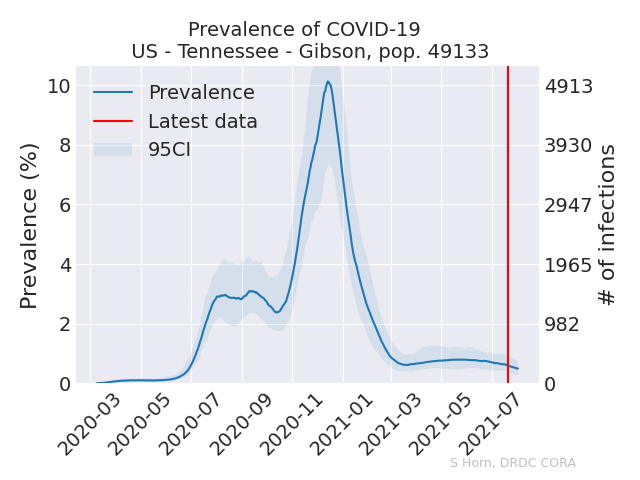 Prevalence of COVID-19
US - Tennessee - Gibson, pop. 49133
Prevalence
Latest data
95CI
Prevalence (%)
10
8
6
4
2
0
4913
3930
2947
1965
982
0
# of infections
2020-03
2020-05
2020-07
2020-09
2020-11
2021-01
2021-03
2021-05
2021-07
S Horn, DRDC CORA